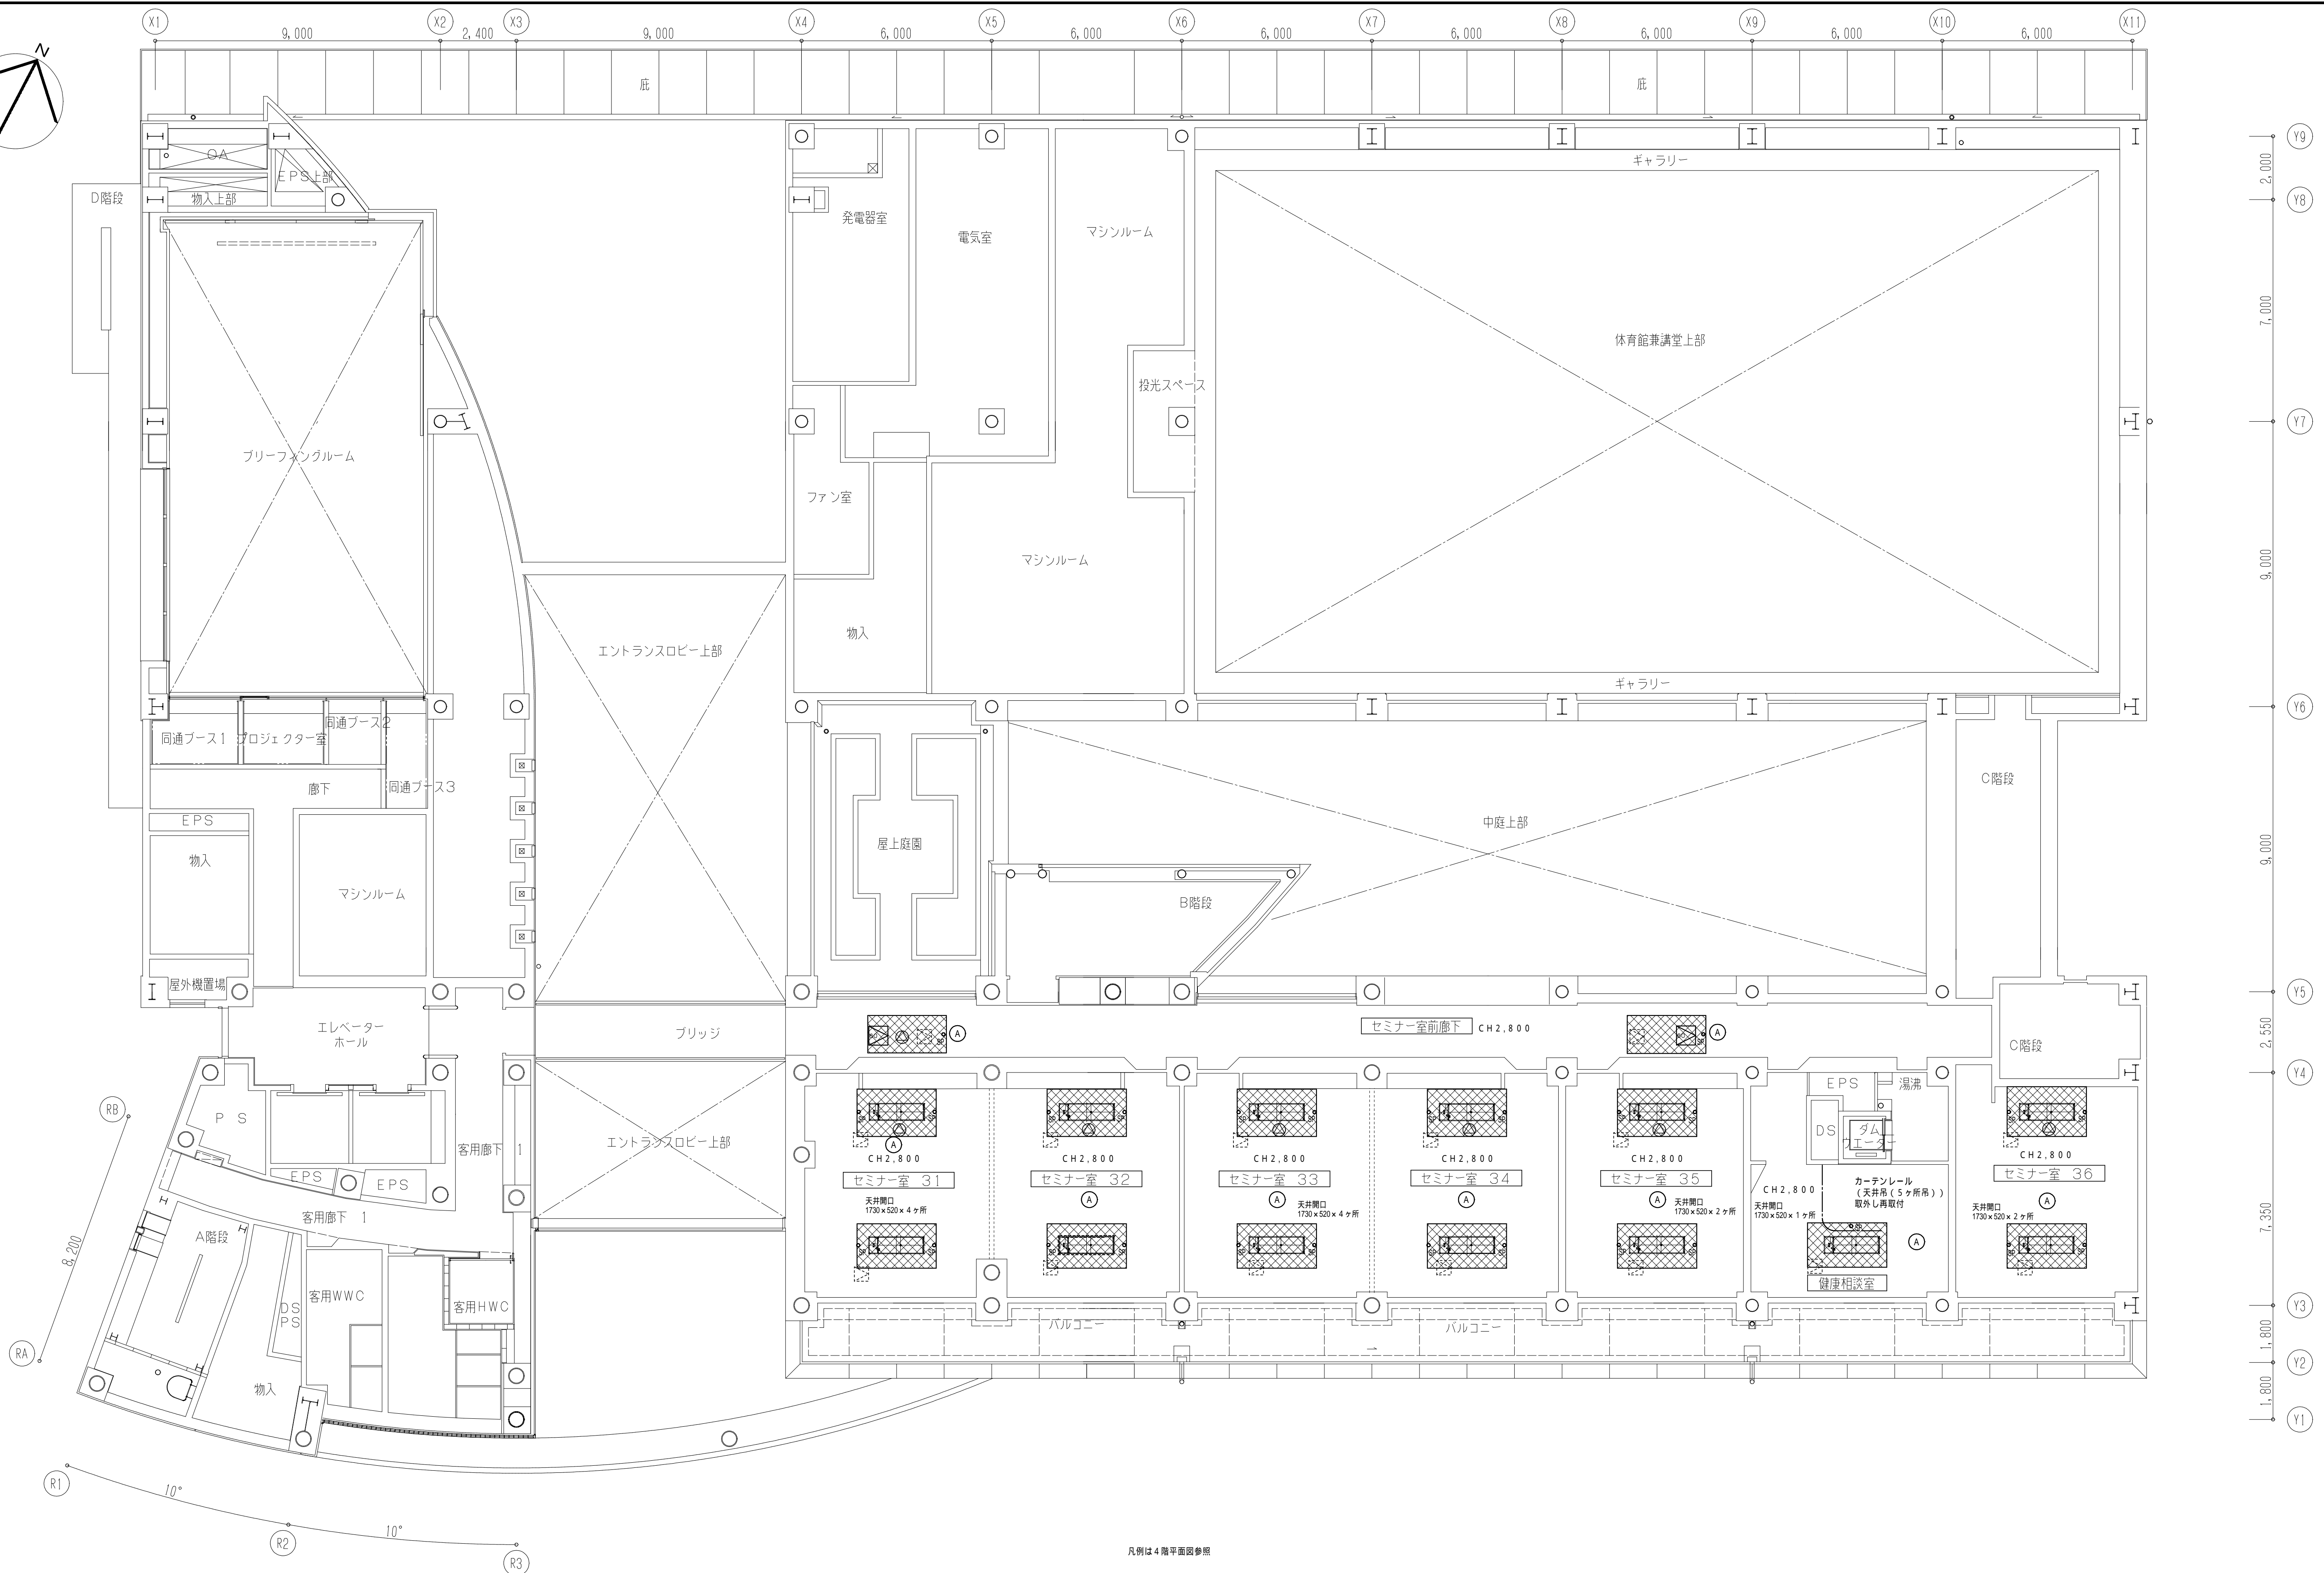 X1 X2 X3 X4 X5 X6 X7 X8 X9 X10 X11
9,000 2,400 9,000 6,000 6,000 6,000 6,000 6,000 6,000 6,000
N
庇 庇
Y9
2,000
Y8
7,000
Y7
9,000
Y6
9,000
Y5
2,550
Y4
7,350
Y3
1,800
Y2
1,800
Y1
OA
EPS上部
物入上部
D階段
発電器室
電気室
マシンルーム
ギャラリー
体育館兼講堂上部
投光スペース
ブリーフィングルーム
ファン室
マシンルーム
物入
エントランスロビー上部
ギャラリー
同通ブース1
プロジェクター室
同通ブース2
同通ブース3
廊下
EPS
物入
マシンルーム
屋上庭園
中庭上部
B階段
C階段
屋外機置場
エレベーター
ホール
ブリッジ
A
セミナー室前廊下 CH2,800
A
C階段
RB
PS
EPS
EPS
客用廊下 1
エントランスロビー上部
客用廊下 1
A階段
8,200
RA
DS
PS
客用WWC
客用HWC
物入
A
CH2,800
セミナー室 31
天井開口
1730×520×4ヶ所
CH2,800
セミナー室 32
A
CH2,800
セミナー室 33
A
天井開口
1730×520×4ヶ所
CH2,800
セミナー室 34
A
CH2,800
セミナー室 35
A
天井開口
1730×520×2ヶ所
EPS
湯沸
DS
ダム
ウエーター
CH2,800
天井開口
1730×520×1ヶ所
カーテンレール
(天井吊(5ヶ所吊))
取外し再取付
A
健康相談室
CH2,800
セミナー室 36
A
天井開口
1730×520×2ヶ所
バルコニー
バルコニー
R1
10°
R2
10°
R3
凡例は4階平面図参照